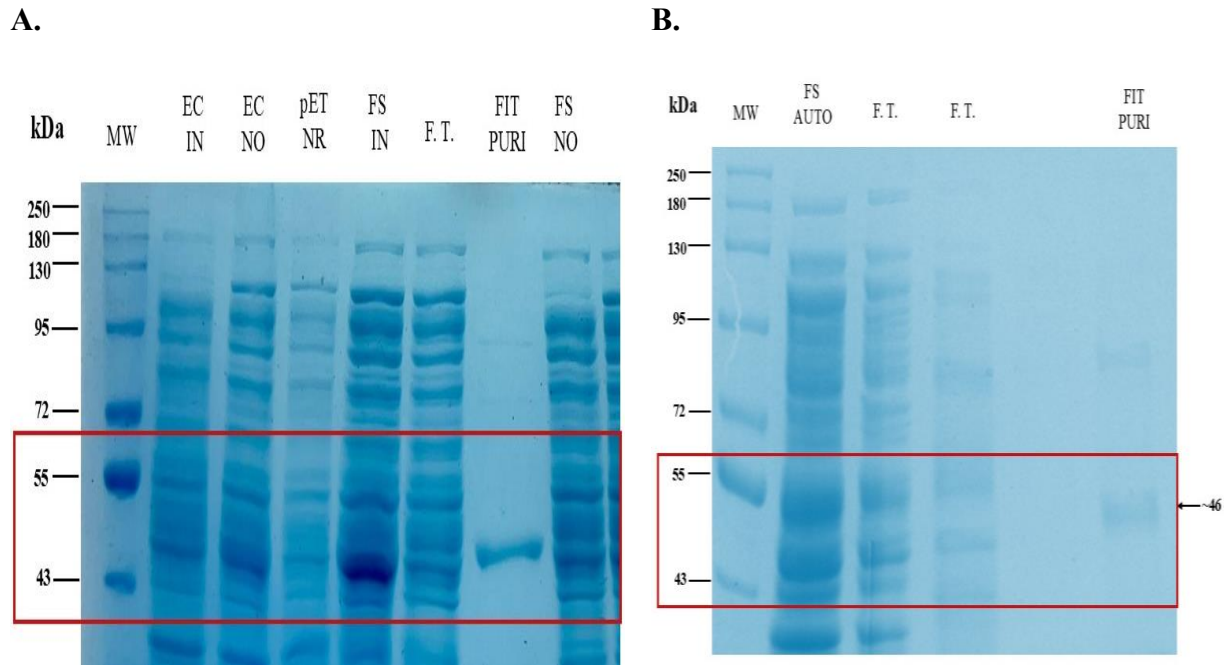 A.
B.
kDa
MW
EC
IN
EC
NO
pET
NR
FS
IN
F. T.
FIT
PURI
FS
NO
250
180
130
95
72
55
43
kDa
MW
FS
AUTO
F. T.
F. T.
FIT
PURI
250
180
130
95
72
55
43
~46